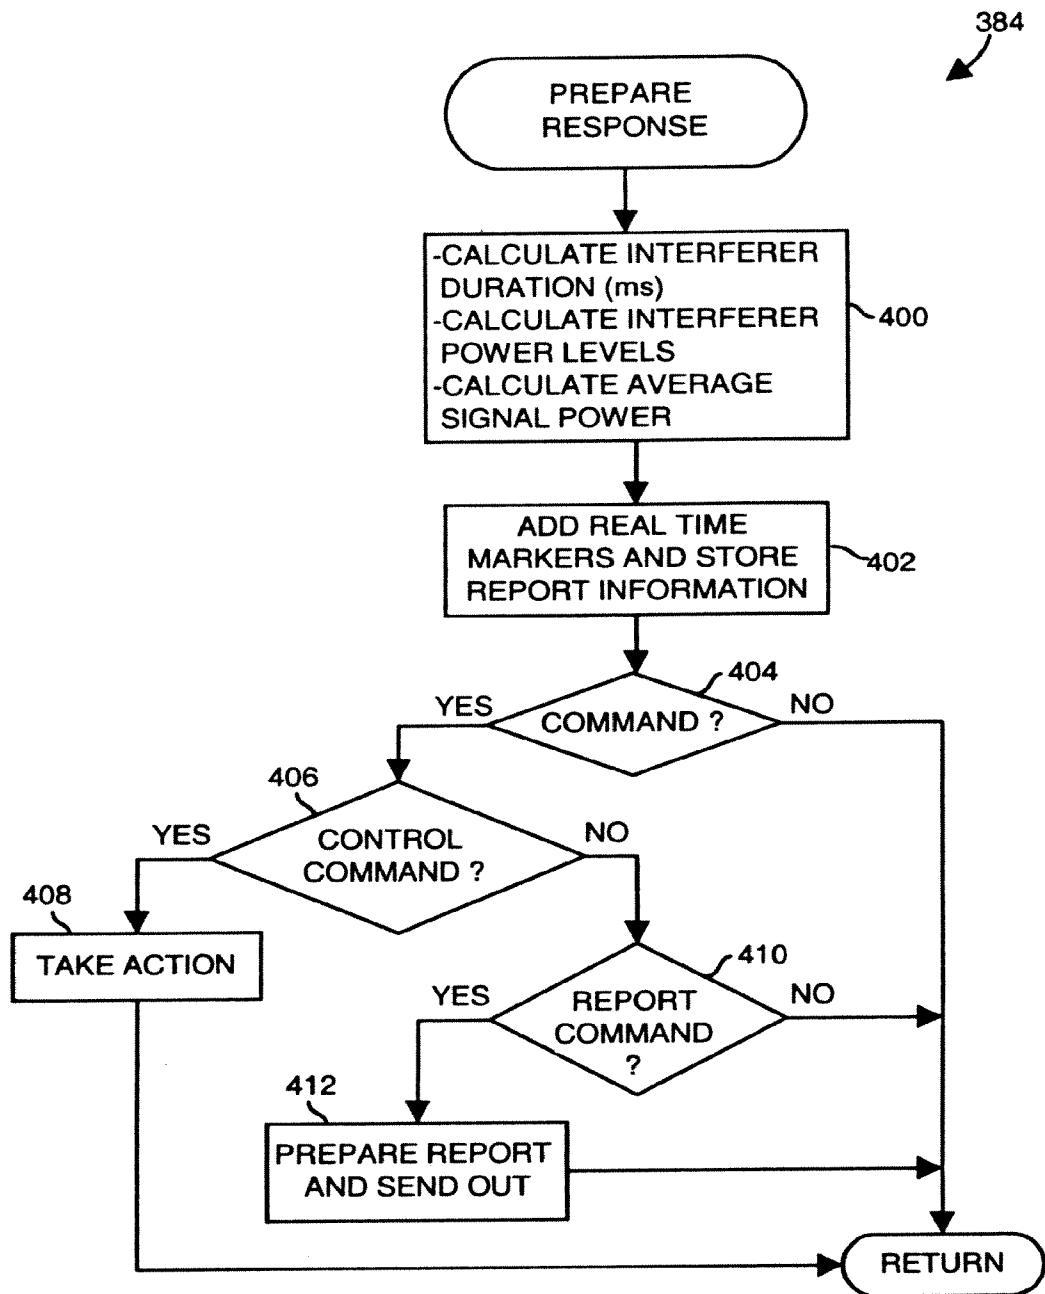 384
PREPARE
RESPONSE
-CALCULATE INTERFERER
DURATION (ms)
-CALCULATE INTERFERER
POWER LEVELS
-CALCULATE AVERAGE
SIGNAL POWER
400
ADD REAL TIME
MARKERS AND STORE
REPORT INFORMATION
402
404
YES
COMMAND ?
NO
406
YES
CONTROL
COMMAND ?
NO
408
TAKE ACTION
410
YES
REPORT
COMMAND
?
NO
412
PREPARE REPORT
AND SEND OUT
RETURN